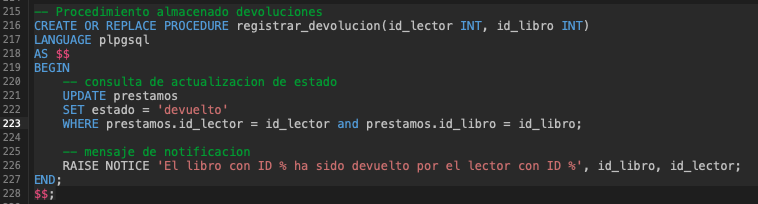 215 -- Procedimiento almacenado devoluciones
216 CREATE OR REPLACE PROCEDURE registrar_devolucion(id_lector INT, id_libro INT)
217 LANGUAGE plpgsql
218 AS $$
219 BEGIN
220     -- consulta de actualizacion de estado
221     UPDATE prestamos
222     SET estado = 'devuelto'
223     WHERE prestamos.id_lector = id_lector and prestamos.id_libro = id_libro;
224
225     -- mensaje de notificacion
226     RAISE NOTICE 'El libro con ID % ha sido devuelto por el lector con ID %', id_libro, id_lector;
227 END;
228 $$;